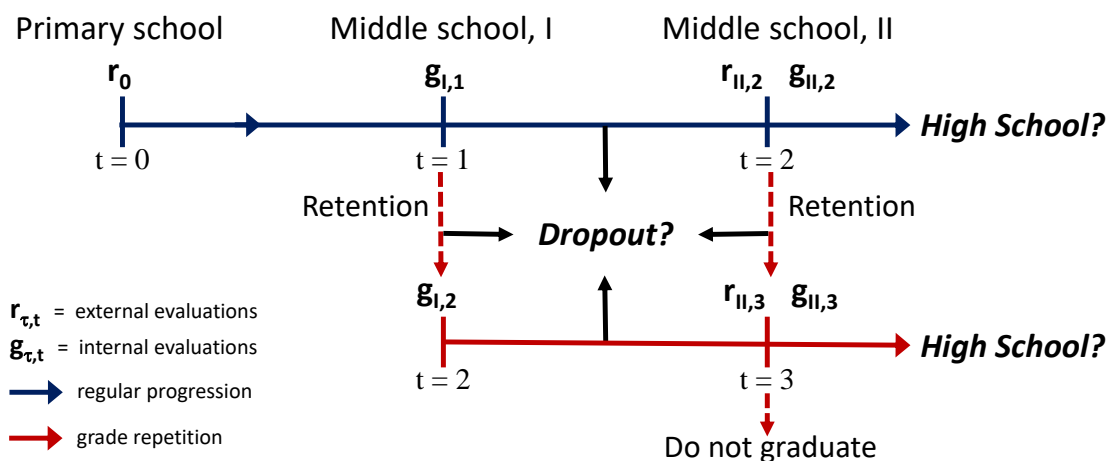 Primary school Middle school, I Middle school, II
r0 gI,1 rII,2 gII,2
High School?
t = 0 t = 1 t = 2
Retention Retention
Dropout?
gI,2 rII,3 gII,3
rτ,t = external evaluations
gτ,t = internal evaluations
High School?
t = 2 t = 3
regular progression
grade repetition
Do not graduate